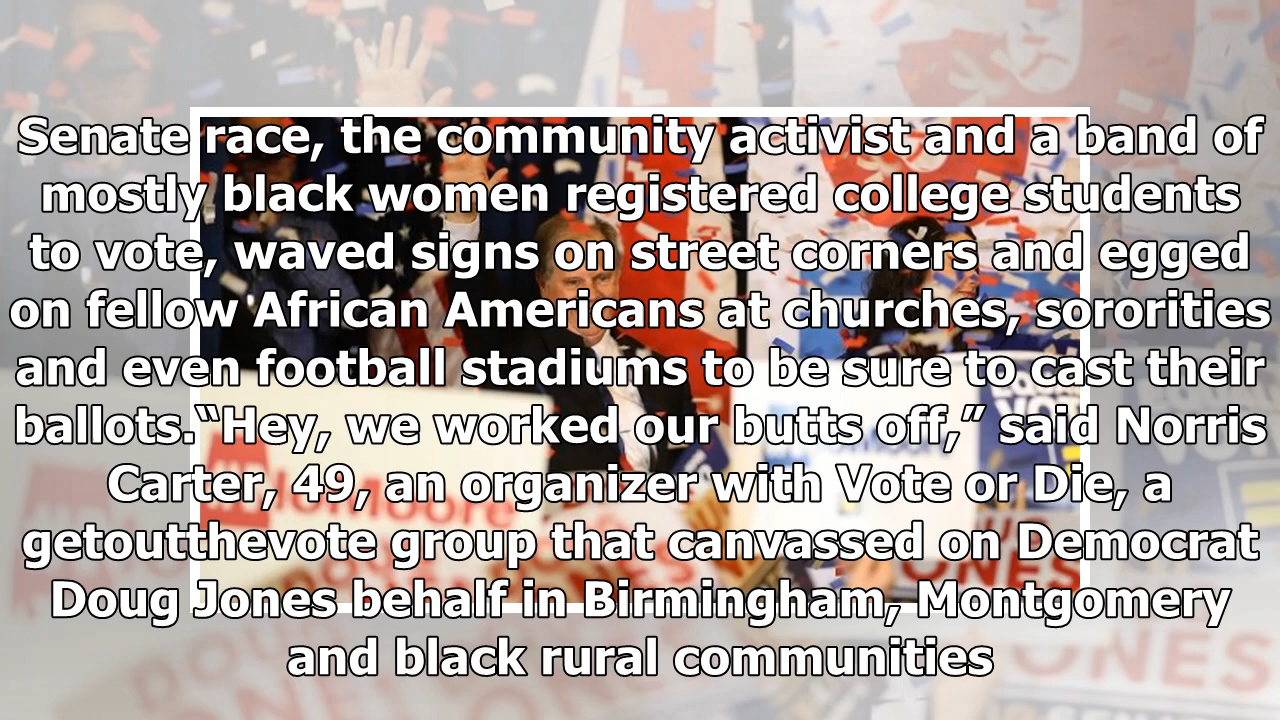 Senate race, the community activist and a band of
mostly black women registered college students
to vote, waved signs on street corners and egged
on fellow African Americans at churches, sororities
and even football stadiums to be sure to cast their
ballots.“Hey, we worked our butts off,” said Norris
Carter, 49, an organizer with Vote or Die, a
getoutthevote group that canvassed on Democrat
Doug Jones behalf in Birmingham, Montgomery
and black rural communities